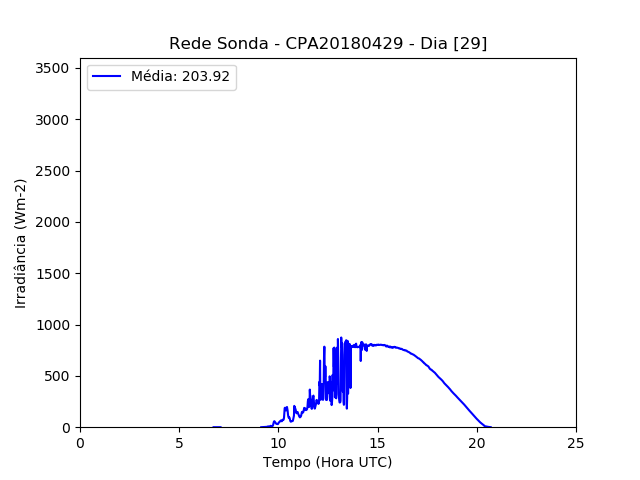 Rede Sonda - CPA20180429 - Dia [29]
Média: 203.92
3500
3000
2500
2000
1500
1000
500
0
Irradiância (Wm-2)
0 5 10 15 20 25
Tempo (Hora UTC)